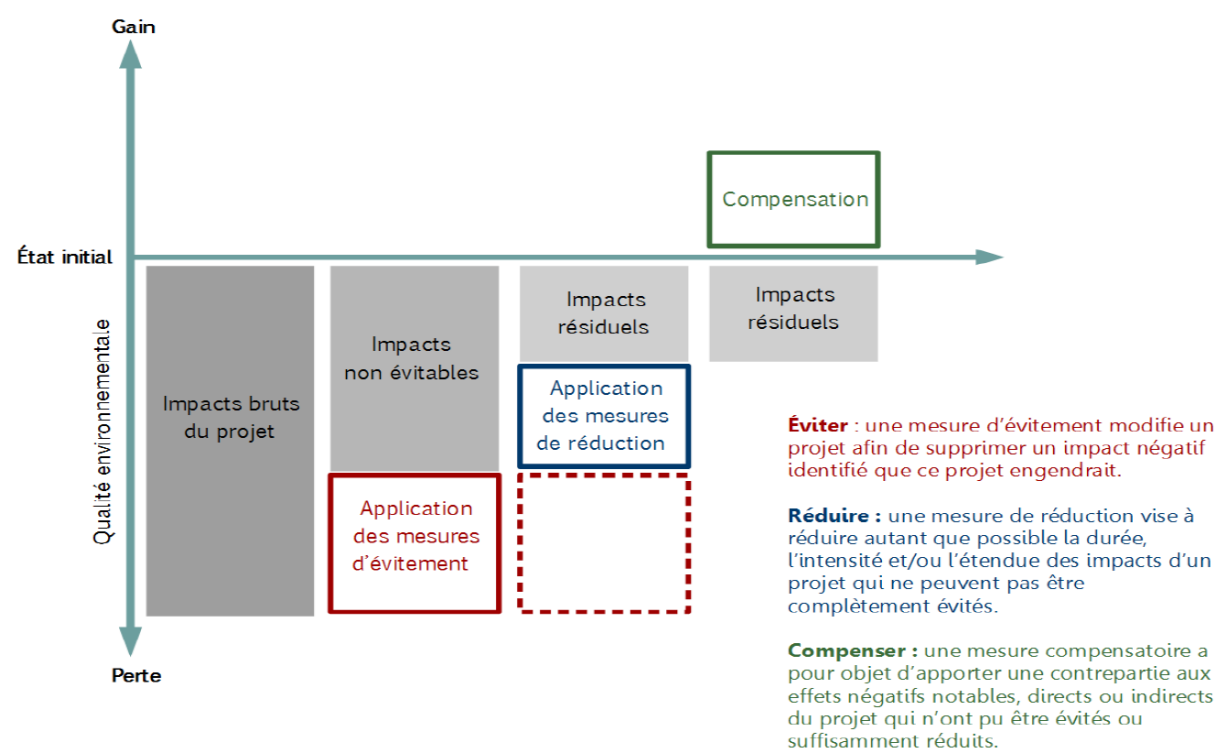 Gain
État initial
Qualité environnementale
Perte
Impacts bruts
du projet
Impacts
non évitables
Application
des mesures
d'évitement
Impacts
résiduels
Application
des mesures
de réduction
Compensation
Impacts
résiduels
Éviter : une mesure d'évitement modifie un
projet afin de supprimer un impact négatif
identifié que ce projet engendrait.
Réduire : une mesure de réduction vise à
réduire autant que possible la durée,
l'intensité et/ou l'étendue des impacts d'un
projet qui ne peuvent pas être
complètement évités.
Compenser : une mesure compensatoire a
pour objet d'apporter une contrepartie aux
effets négatifs notables, directs ou indirects
du projet qui n'ont pu être évités ou
suffisamment réduits.